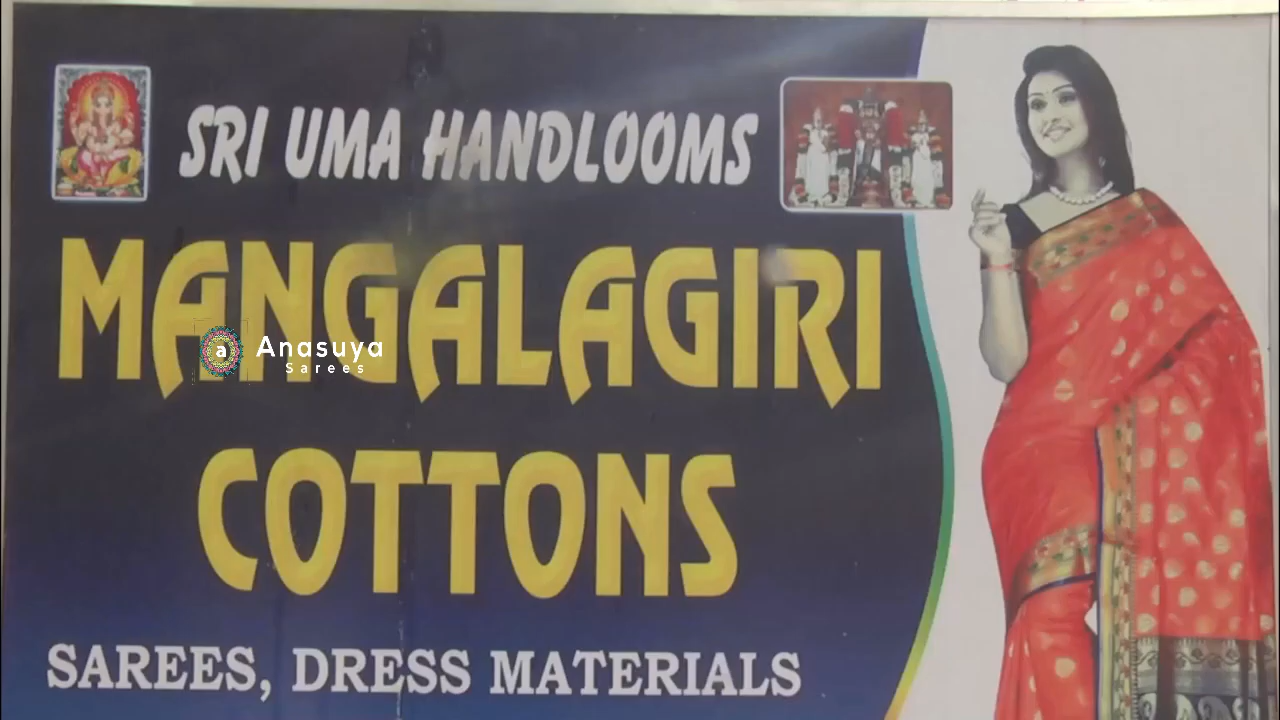 SRI UMA HANDLOOMS
MANGALAGIRI
a Anasuya
Sarees
COTTONS
SAREES, DRESS MATERIALS